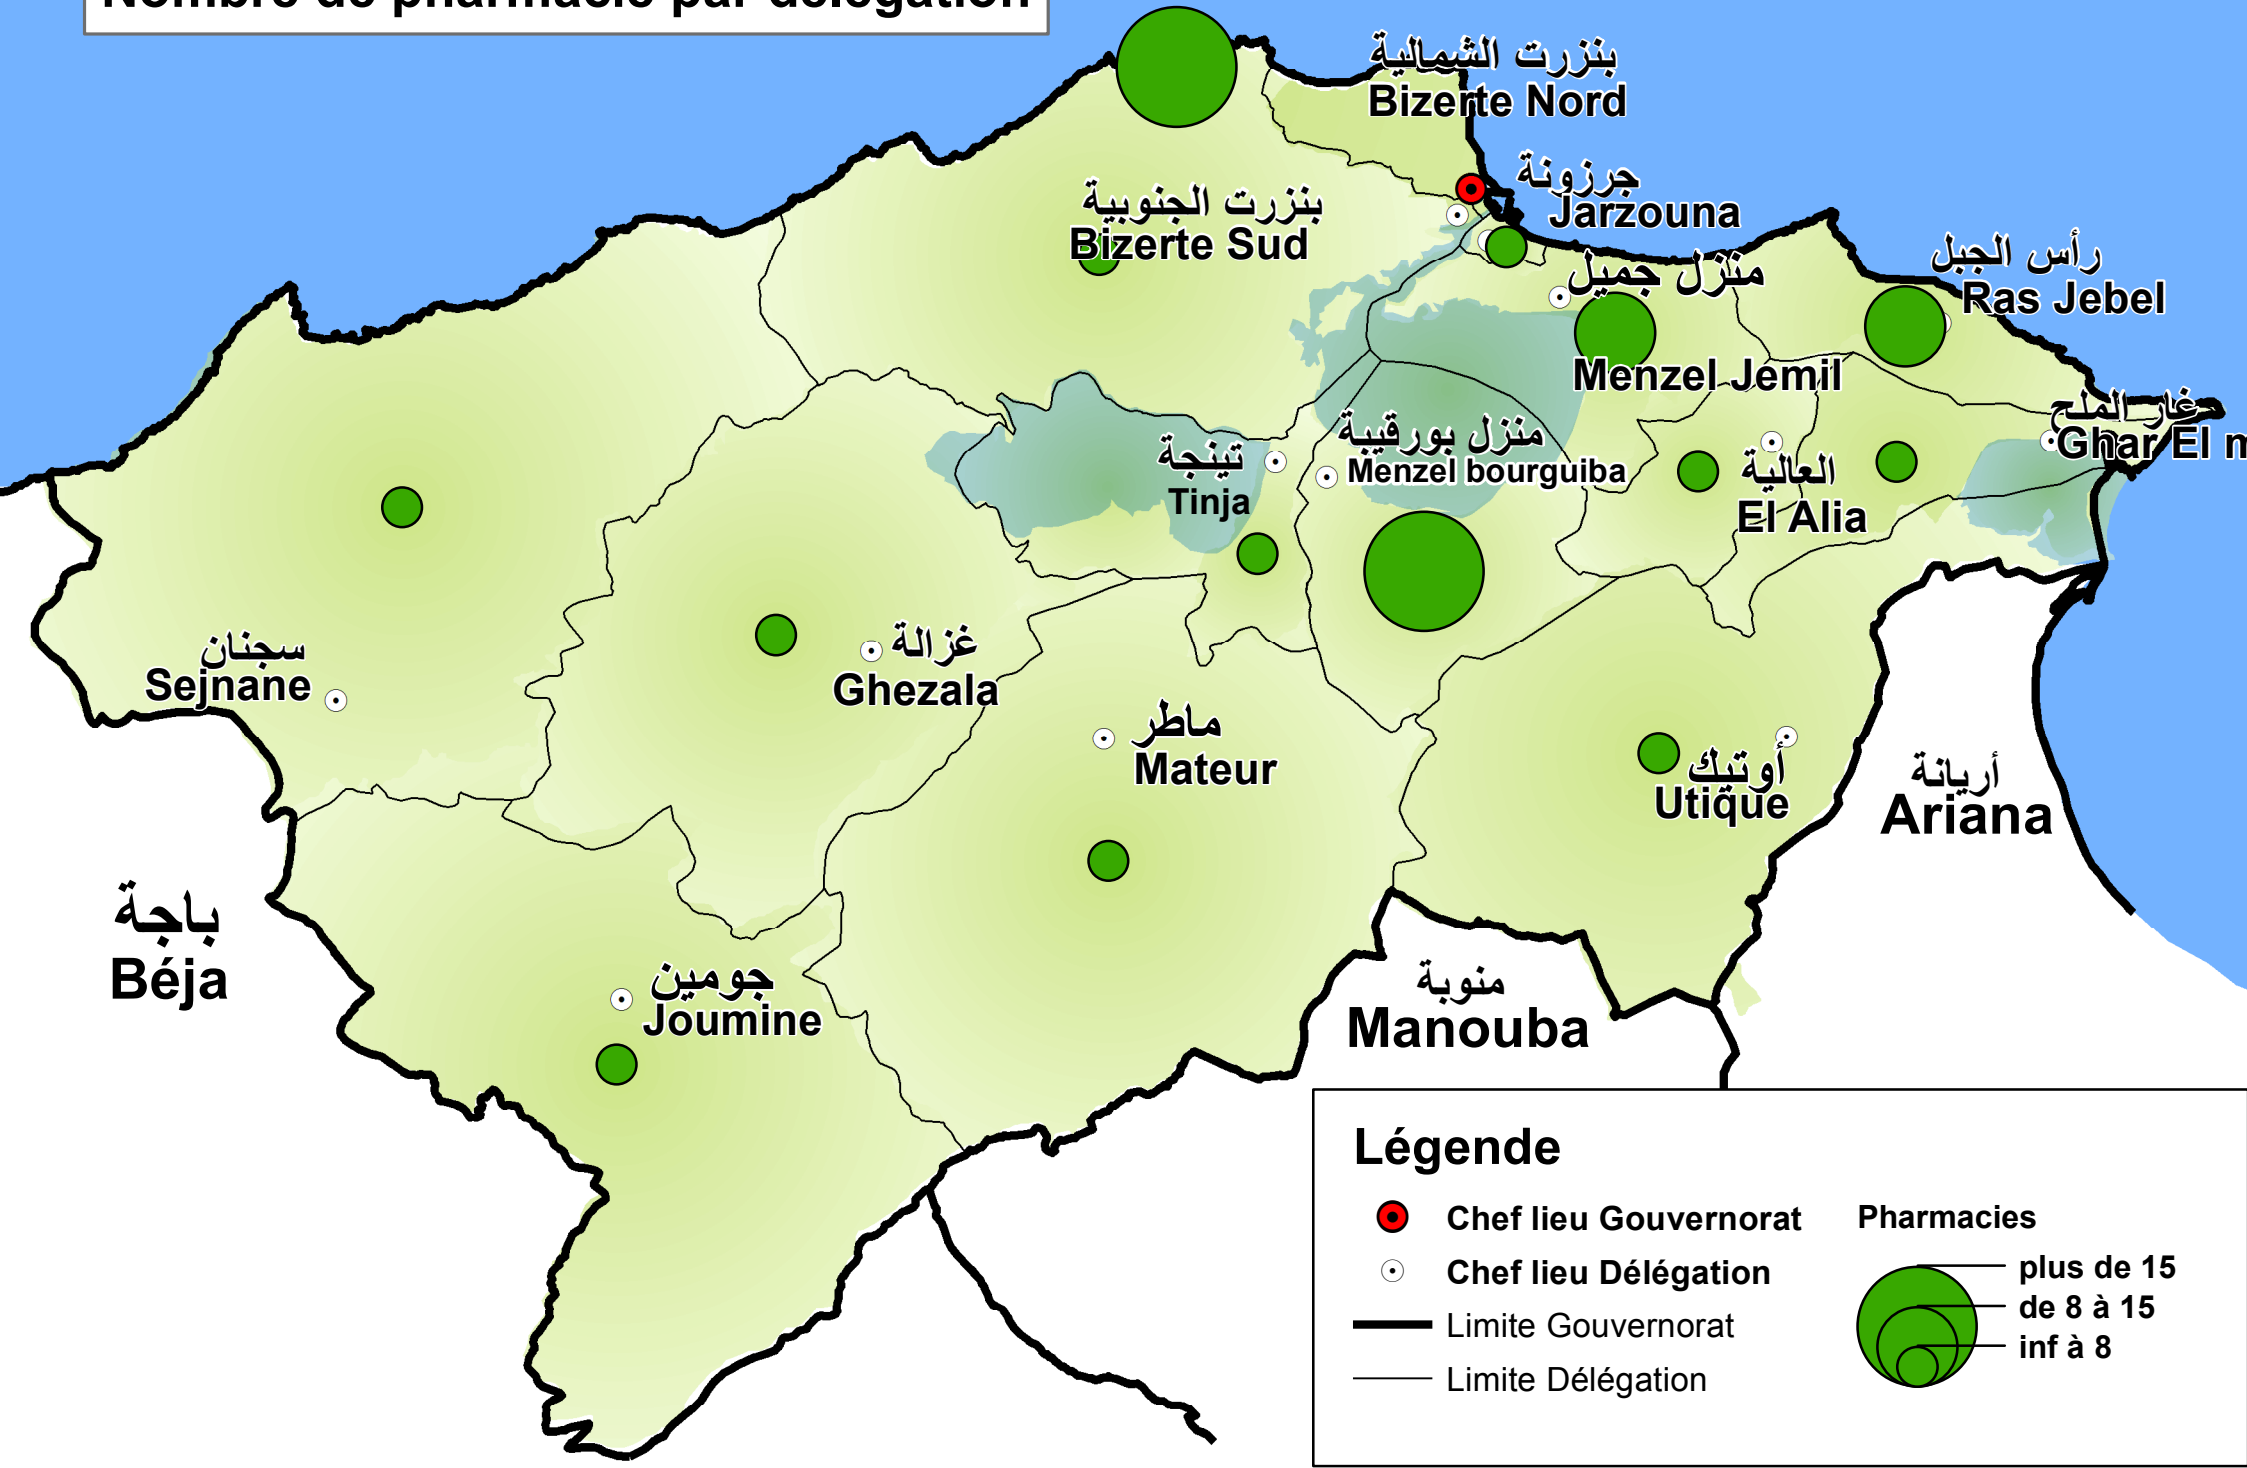 Nombre de pharmacie par délégation
بنزرت الشمالية
Bizerte Nord
جرزونة
Jarzouna
بنزرت الجنوبية
Bizerte Sud
منزل جميل
Menzel Jemil
رأس الجبل
Ras Jebel
غار الملح
Ghar El m
منزل بورقيبة
Menzel bourguiba
تينجة
Tinja
العالية
El Alia
سجنان
Sejnane
غزالة
Ghezala
ماطر
Mateur
أوتيك
Utique
أريانة
Ariana
باجة
Béja
جومين
Joumine
منوبة
Manouba
Légende
Chef lieu Gouvernorat
Chef lieu Délégation
Limite Gouvernorat
Limite Délégation
Pharmacies
plus de 15
de 8 à 15
inf à 8